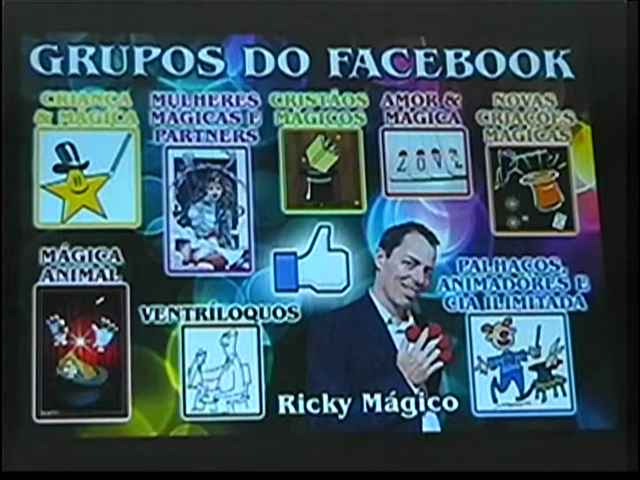 GRUPOS DO FACEBOOK
CRIANÇA
& MÁGICA
MULHERES
MÁGICAS E
PARTNERS
CRISTÃOS
MÁGICOS
AMOR &
MÁGICA
NOVAS
CRIAÇÕES
MÁGICAS
MÁGICA
ANIMAL
VENTRÍLOQUOS
PALHAÇOS,
ANIMADORES E
CIA ILIMITADA
Ricky Mágico